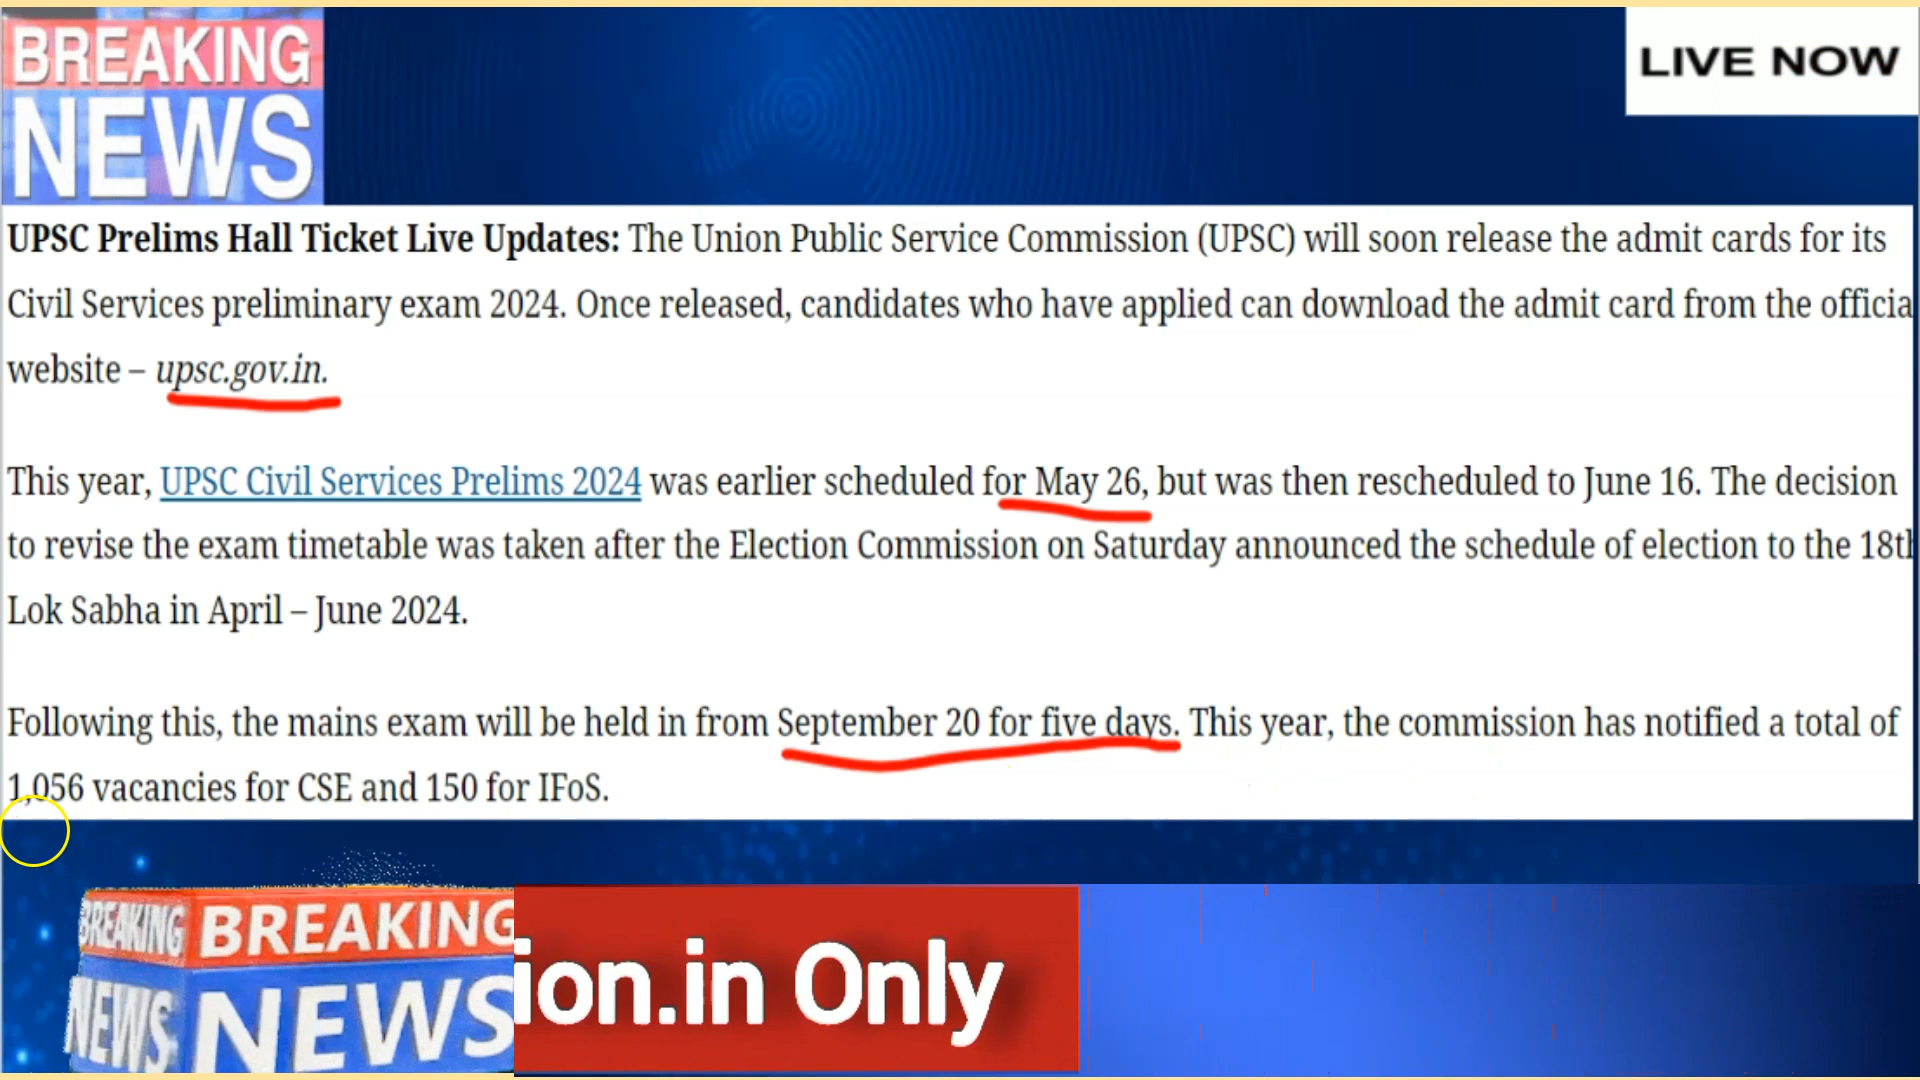 BREAKING
NEWS
LIVE NOW
UPSC Prelims Hall Ticket Live Updates: The Union Public Service Commission (UPSC) will soon release the admit cards for its
Civil Services preliminary exam 2024. Once released, candidates who have applied can download the admit card from the officia
website – upsc.gov.in.
This year, UPSC Civil Services Prelims 2024 was earlier scheduled for May 26, but was then rescheduled to June 16. The decision
to revise the exam timetable was taken after the Election Commission on Saturday announced the schedule of election to the 18th
Lok Sabha in April – June 2024.
Following this, the mains exam will be held in from September 20 for five days. This year, the commission has notified a total of
1,056 vacancies for CSE and 150 for IFoS.
BREAKING BREAKING
NEWS NEWS
ion.in Only